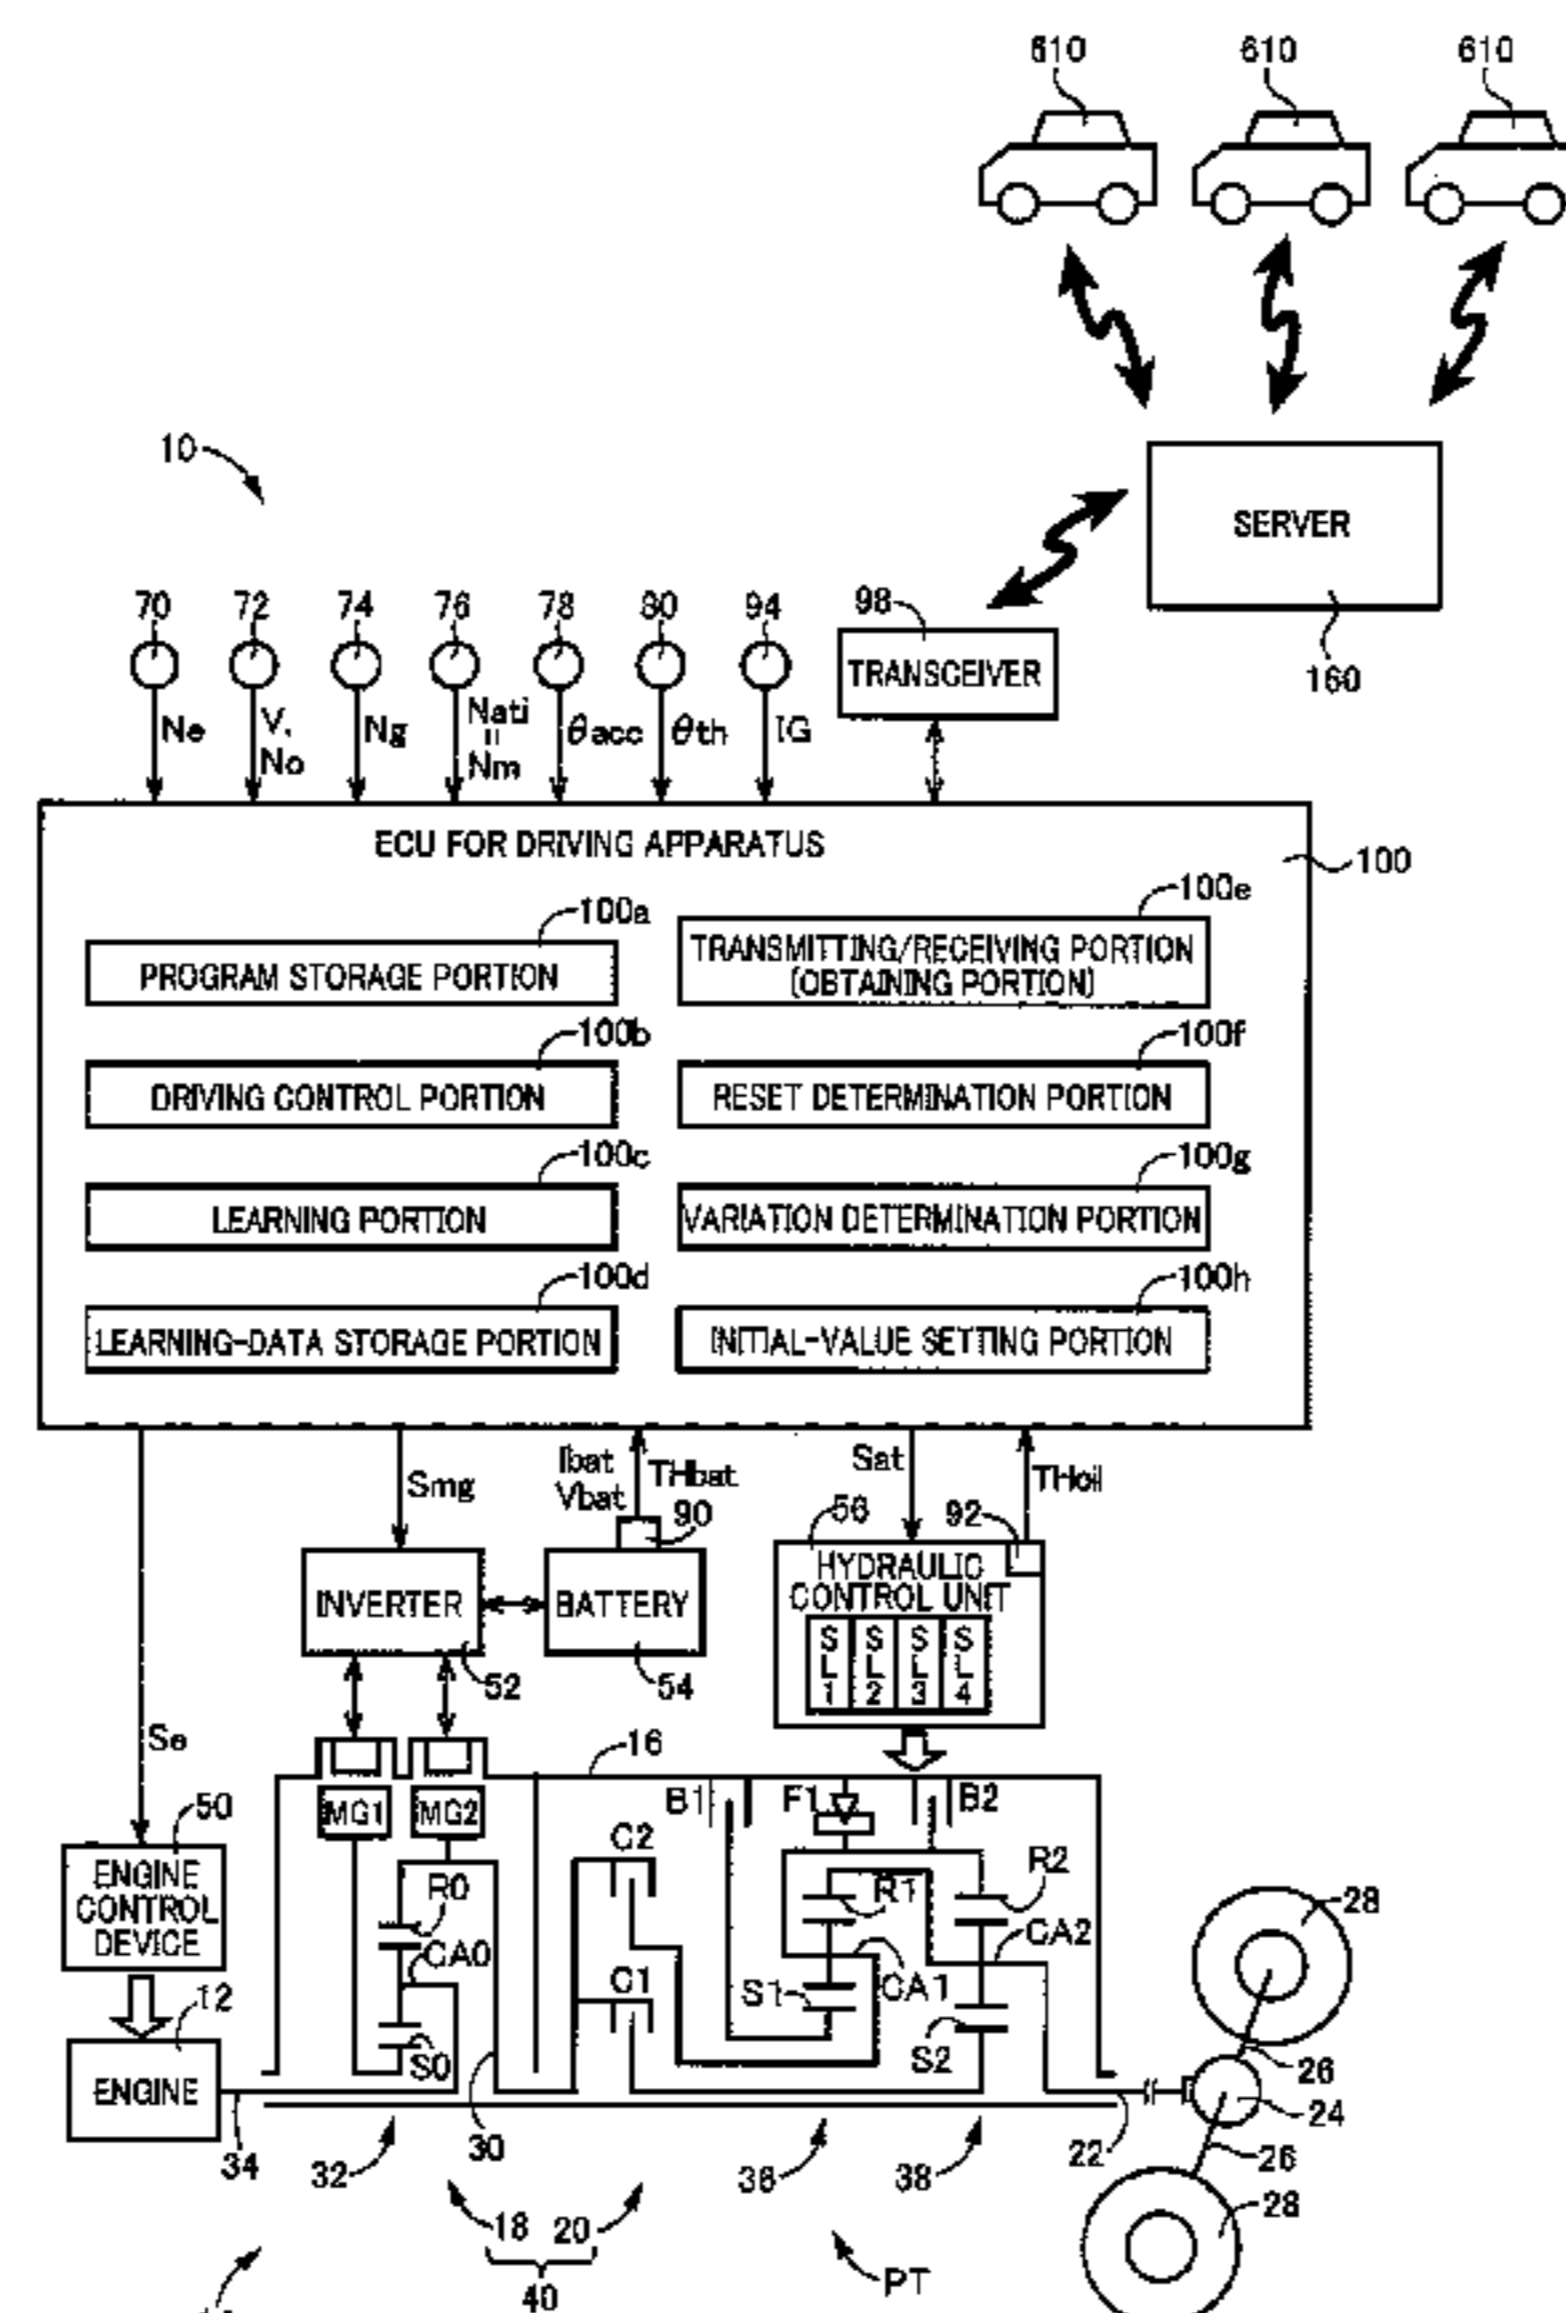 610 610 610
10
SERVER
160
70 72 74 76 78 80 94 98
TRANSCEIVER
Ne
V,
No
Ng
Nati
=
Nm
θacc
θth
IG
ECU FOR DRIVING APPARATUS
100
100a
PROGRAM STORAGE PORTION
100e
TRANSMITTING/RECEIVING PORTION
(OBTAINING PORTION)
100b
DRIVING CONTROL PORTION
100f
RESET DETERMINATION PORTION
100c
LEARNING PORTION
100g
VARIATION DETERMINATION PORTION
100d
LEARNING-DATA STORAGE PORTION
100h
INITIAL-VALUE SETTING PORTION
Smg
Ibat
Vbat
THbat
90
Sat
THoil
56
92
INVERTER
52
BATTERY
54
HYDRAULIC
CONTROL UNIT
SL1 SL2 SL3 SL4
Se
16
50
ENGINE
CONTROL
DEVICE
MG1 MG2
B1 F1 B2
C2
R0
CA0
C1
S0
R1
R2
CA1
CA2
S1
S2
12
ENGINE
28
26
24
26
28
34 32 30 36 38 22
18 20
40
PT